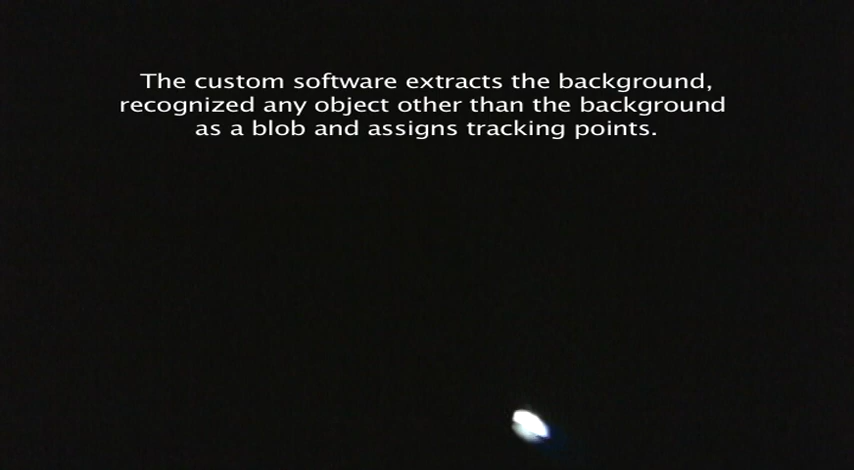 The custom software extracts the background,
recognized any object other than the background
as a blob and assigns tracking points.